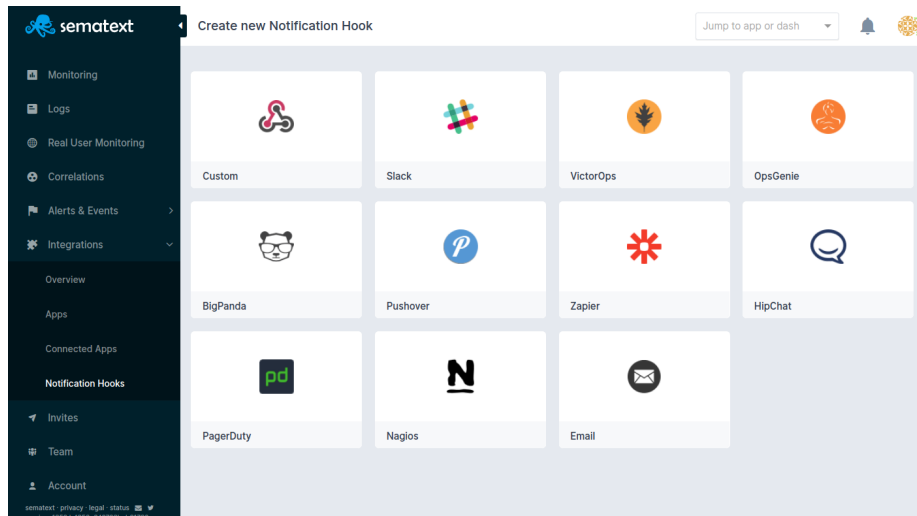 sematext
Create new Notification Hook
Jump to app or dash
Monitoring
Logs
Real User Monitoring
Correlations
Alerts & Events
Integrations
Overview
Apps
Connected Apps
Notification Hooks
Invites
Team
Account
sematext · privacy · legal · status
Custom
Slack
VictorOps
OpsGenie
BigPanda
Pushover
Zapier
HipChat
pd
PagerDuty
N
Nagios
Email